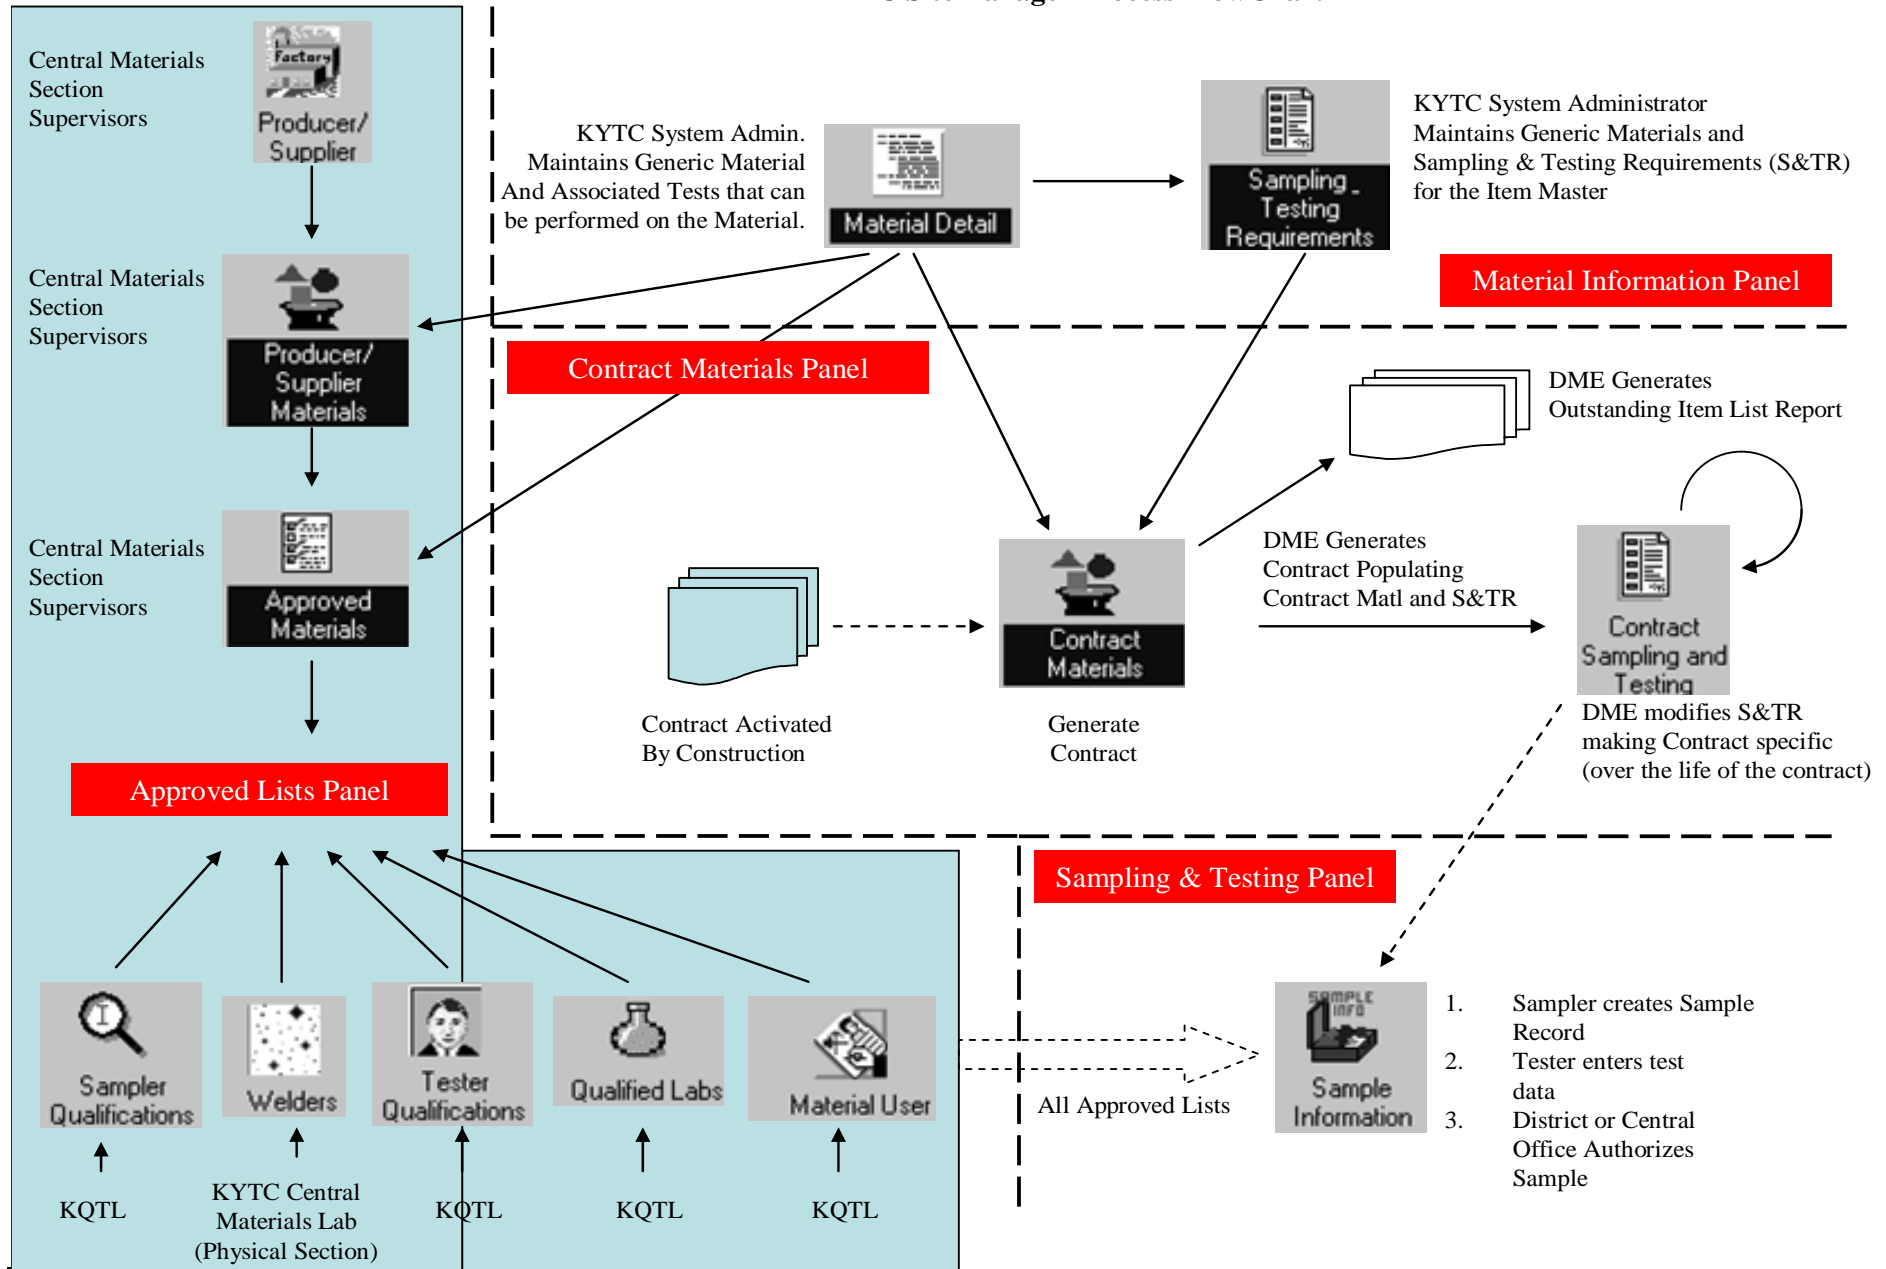 Central Materials
Section
Supervisors
Factory
Producer/
Supplier
KYTC System Admin.
Maintains Generic Material
And Associated Tests that can
be performed on the Material.
Material Detail
Sampling_
Testing
Requirements
KYTC System Administrator
Maintains Generic Materials and
Sampling & Testing Requirements (S&TR)
for the Item Master
Material Information Panel
Central Materials
Section
Supervisors
Producer/
Supplier
Materials
Contract Materials Panel
DME Generates
Outstanding Item List Report
Central Materials
Section
Supervisors
Approved
Materials
Contract Activated
By Construction
Contract
Materials
Generate
Contract
DME Generates
Contract Populating
Contract Matl and S&TR
Contract
Sampling and
Testing
DME modifies S&TR
making Contract specific
(over the life of the contract)
Approved Lists Panel
Sampling & Testing Panel
Sampler
Qualifications
Welders
Tester
Qualifications
Qualified Labs
Material User
KQTL
KYTC Central
Materials Lab
(Physical Section)
KQTL
KQTL
KQTL
All Approved Lists
SAMPLE
INFO
Sample
Information
1. Sampler creates Sample
Record
2. Tester enters test
data
3. District or Central
Office Authorizes
Sample